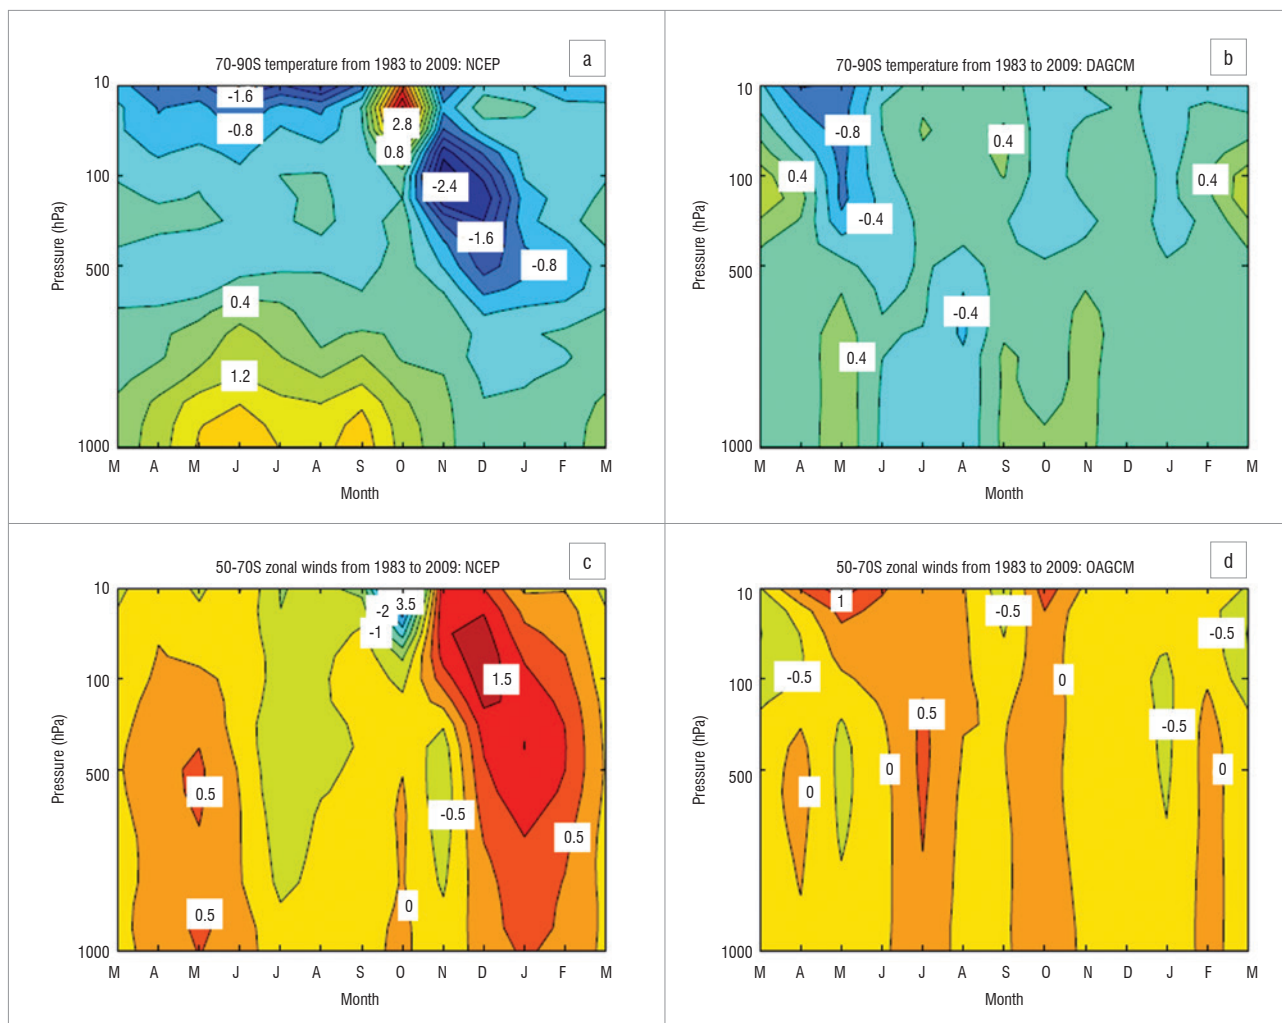 a
70-90S temperature from 1983 to 2009: NCEP
10
100
500
1000
Pressure (hPa)
-1.6
-0.8
2.8
0.8
-2.4
-1.6
-0.8
0.4
1.2
M A M J J A S O N D J F M
Month
b
70-90S temperature from 1983 to 2009: DAGCM
10
100
500
1000
Pressure (hPa)
-0.8
0.4
0.4
0.4
-0.4
-0.4
0.4
M A M J J A S O N D J F M
Month
c
50-70S zonal winds from 1983 to 2009: NCEP
10
100
500
1000
Pressure (hPa)
-2
3.5
-1
1.5
0.5
-0.5
0.5
0
0.5
M A M J J A S O N D J F M
Month
d
50-70S zonal winds from 1983 to 2009: OAGCM
10
100
500
1000
Pressure (hPa)
1
-0.5
-0.5
-0.5
0
0.5
-0.5
0
0
0
M A M J J A S O N D J F M
Month